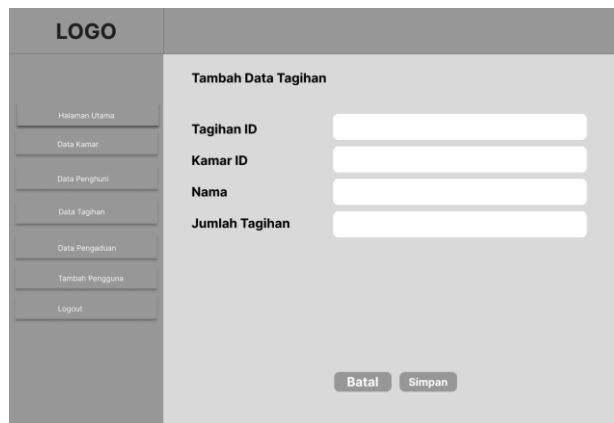 LOGO
Halaman Utama
Data Kamar
Data Penghuni
Data Tagihan
Data Pengaduan
Tambah Pengguna
Logout
Tambah Data Tagihan
Tagihan ID
Kamar ID
Nama
Jumlah Tagihan
Batal Simpan